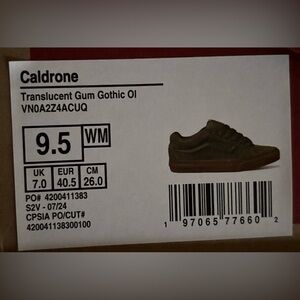 Caldrone
Translucent Gum Gothic Ol
VN0A2Z4ACUQ
9.5 WM
UK EUR CM
7.0 40.5 26.0
PO# 4200411383
S2V - 07/24
CPSIA PO/CUT#
420041138300100
1 97065 77660 2